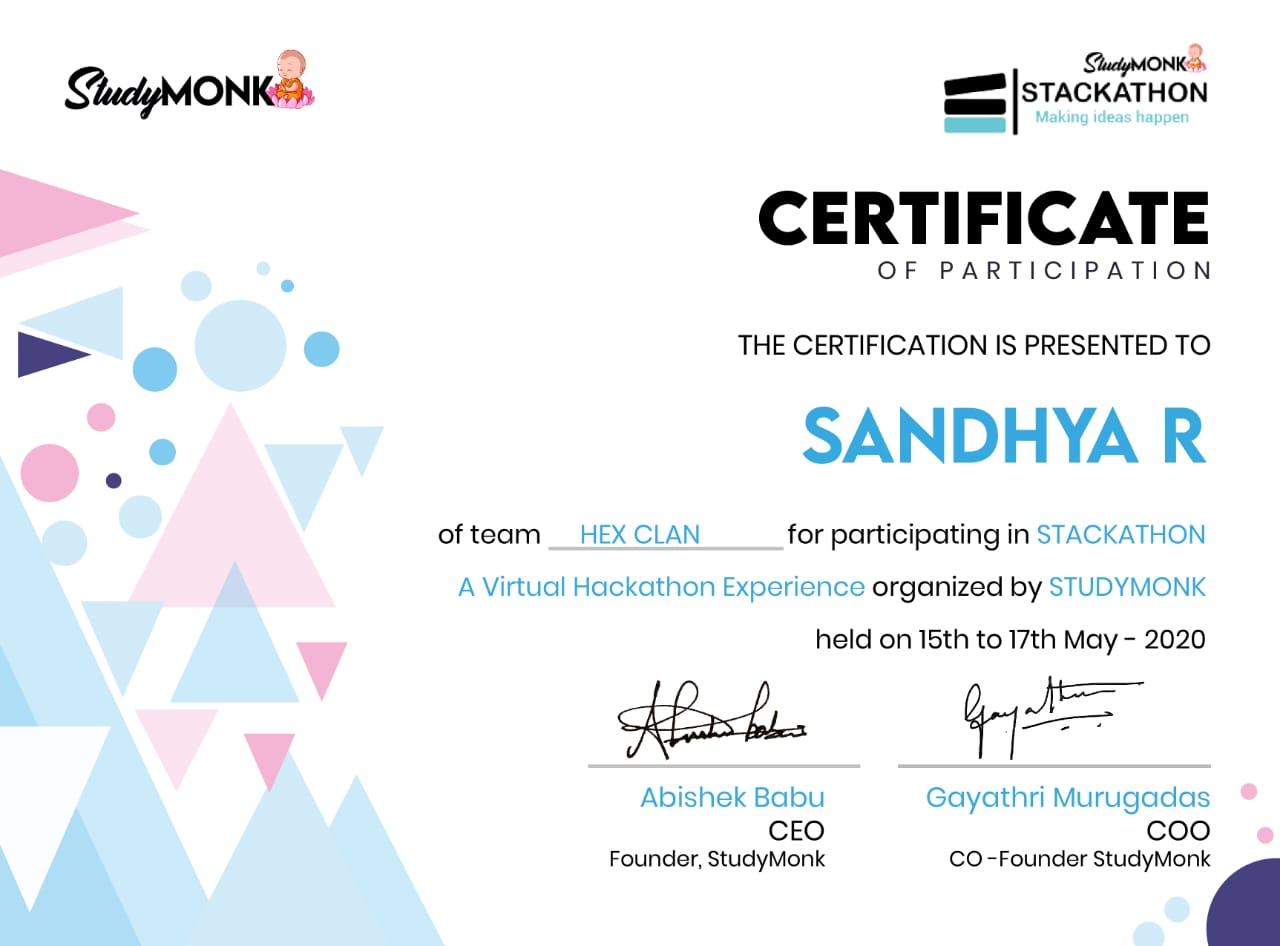 StudyMONK
StudyMONK
STACKATHON
Making ideas happen
CERTIFICATE
OF PARTICIPATION
THE CERTIFICATION IS PRESENTED TO
SANDHYA R
of team HEX CLAN for participating in STACKATHON
A Virtual Hackathon Experience organized by STUDYMONK
held on 15th to 17th May - 2020
Abishek Babu
CEO
Founder, StudyMonk
Gayathri Murugadas
COO
CO -Founder StudyMonk